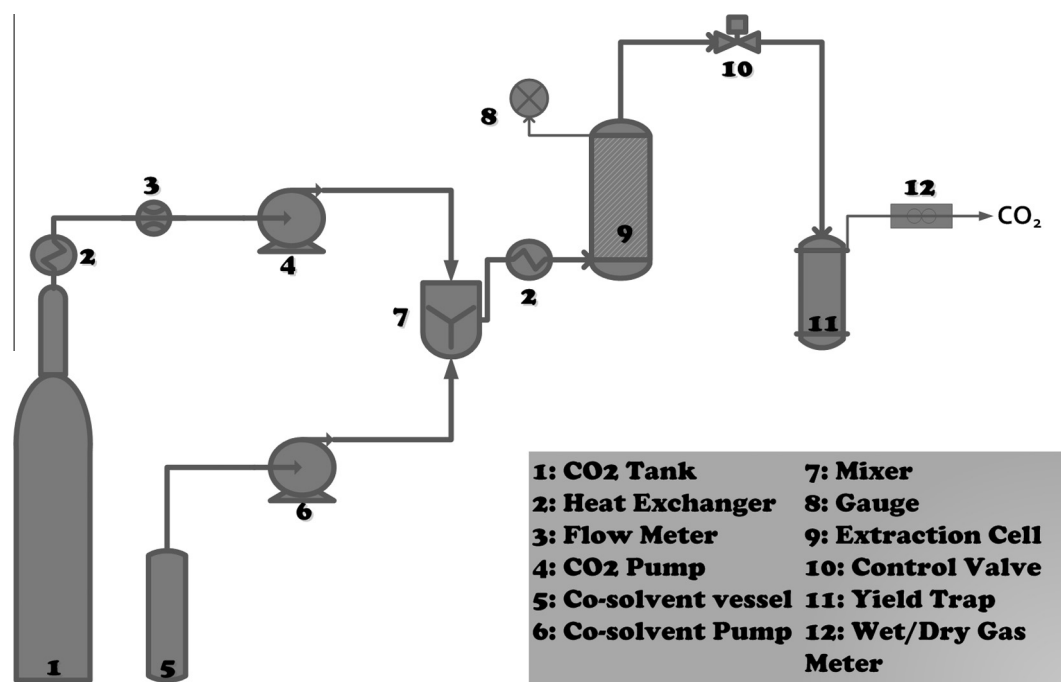 10
8
3
12
CO₂
9
2
4
2
7
11
6
1
5
1: CO2 Tank
2: Heat Exchanger
3: Flow Meter
4: CO2 Pump
5: Co-solvent vessel
6: Co-solvent Pump
7: Mixer
8: Gauge
9: Extraction Cell
10: Control Valve
11: Yield Trap
12: Wet/Dry Gas
Meter